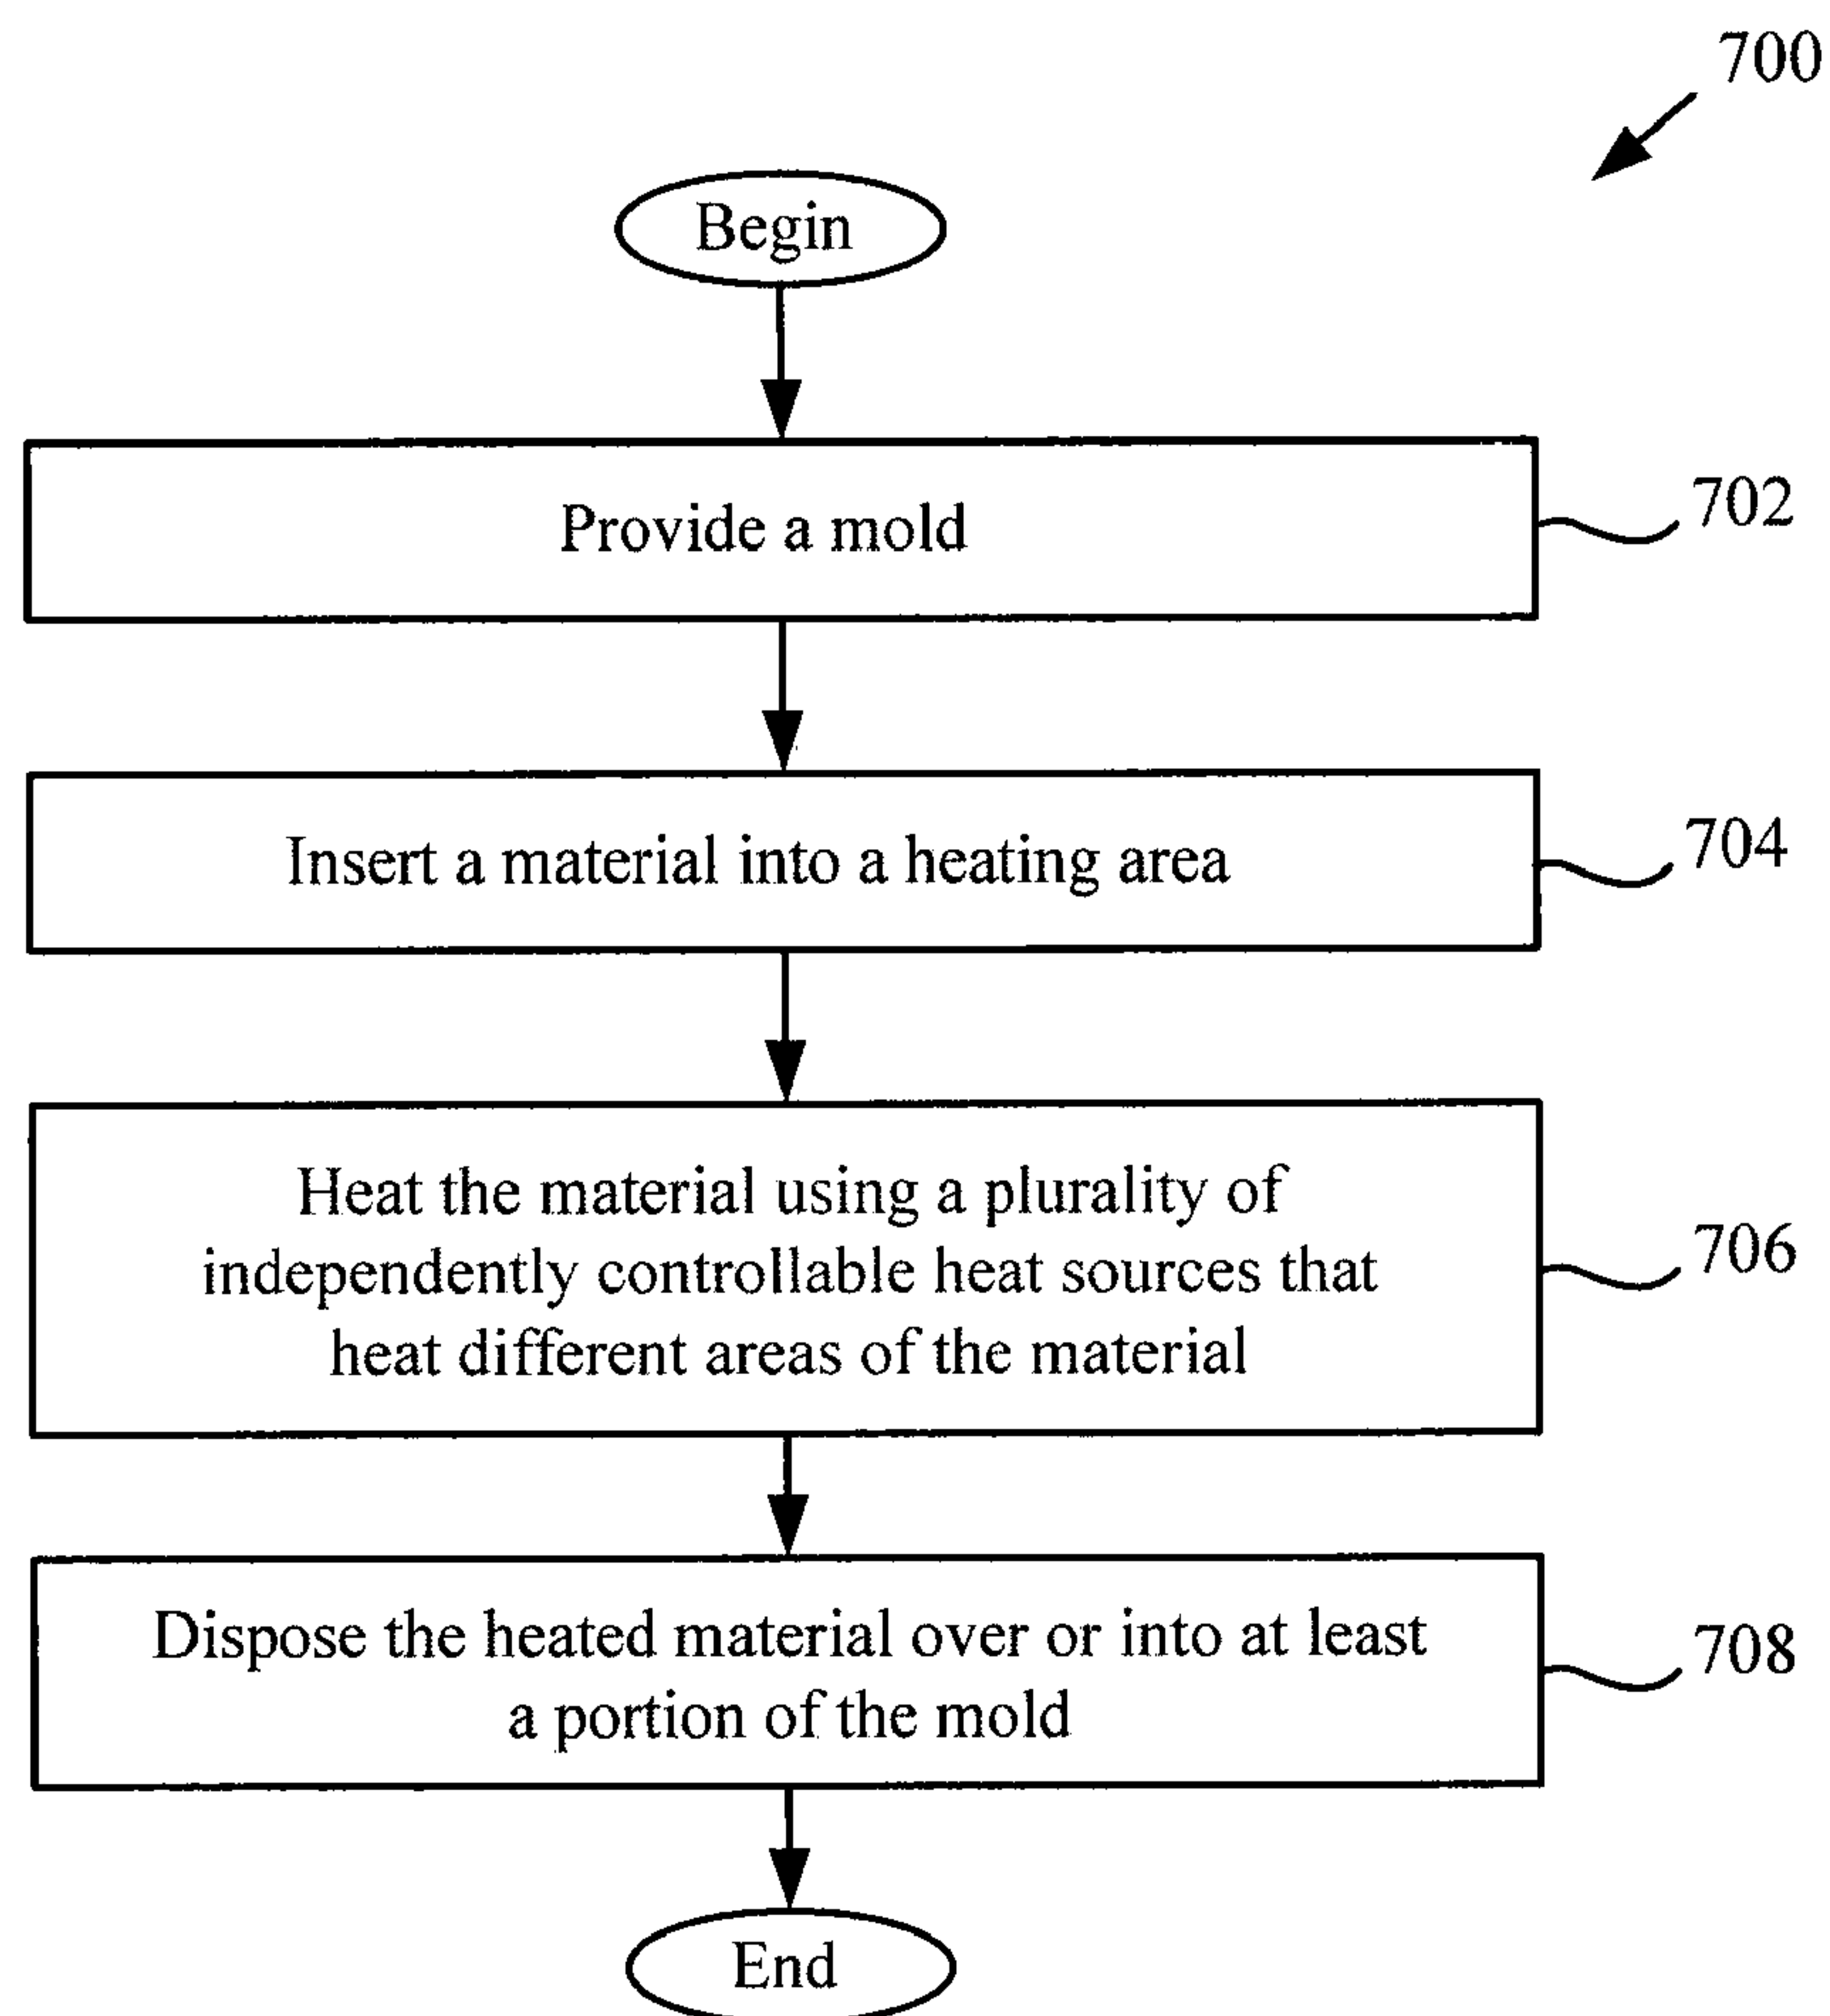 700
Begin
Provide a mold
702
Insert a material into a heating area
704
Heat the material using a plurality of
independently controllable heat sources that
heat different areas of the material
706
Dispose the heated material over or into at least
a portion of the mold
708
End